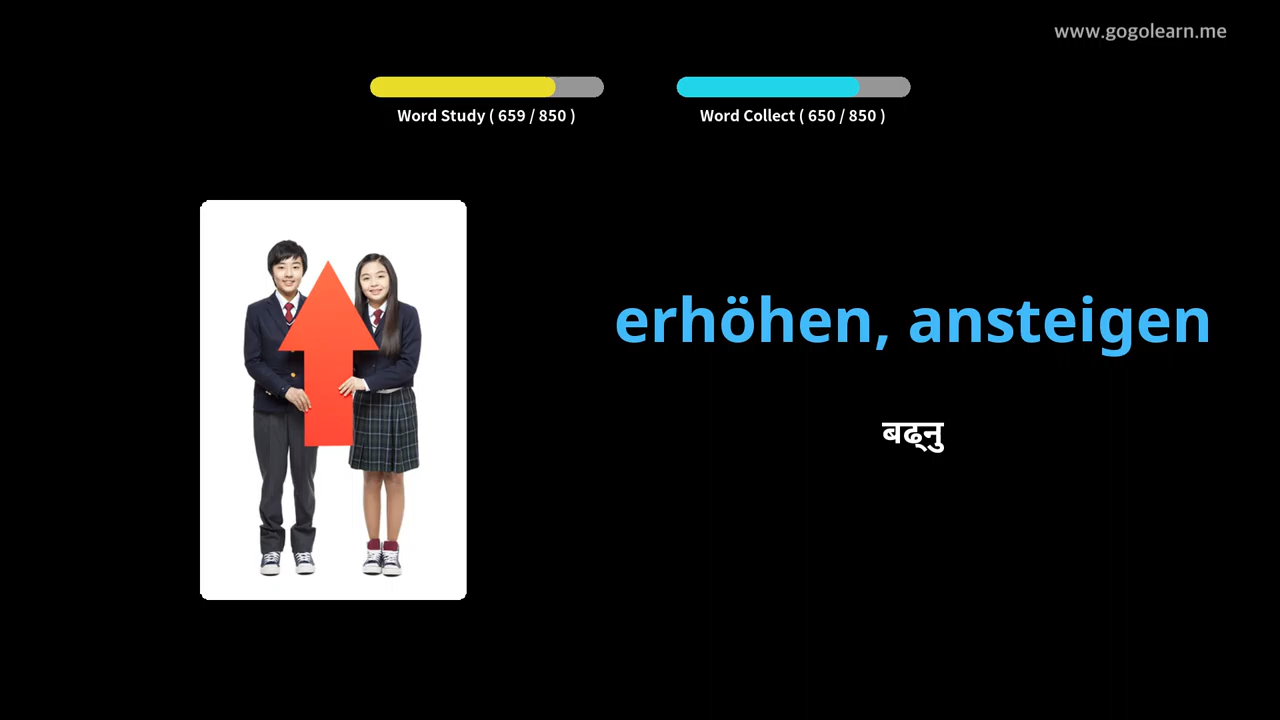 www.gogolearn.me
Word Study ( 659 / 850 )
Word Collect ( 650 / 850 )
erhöhen, ansteigen
बढ्नु